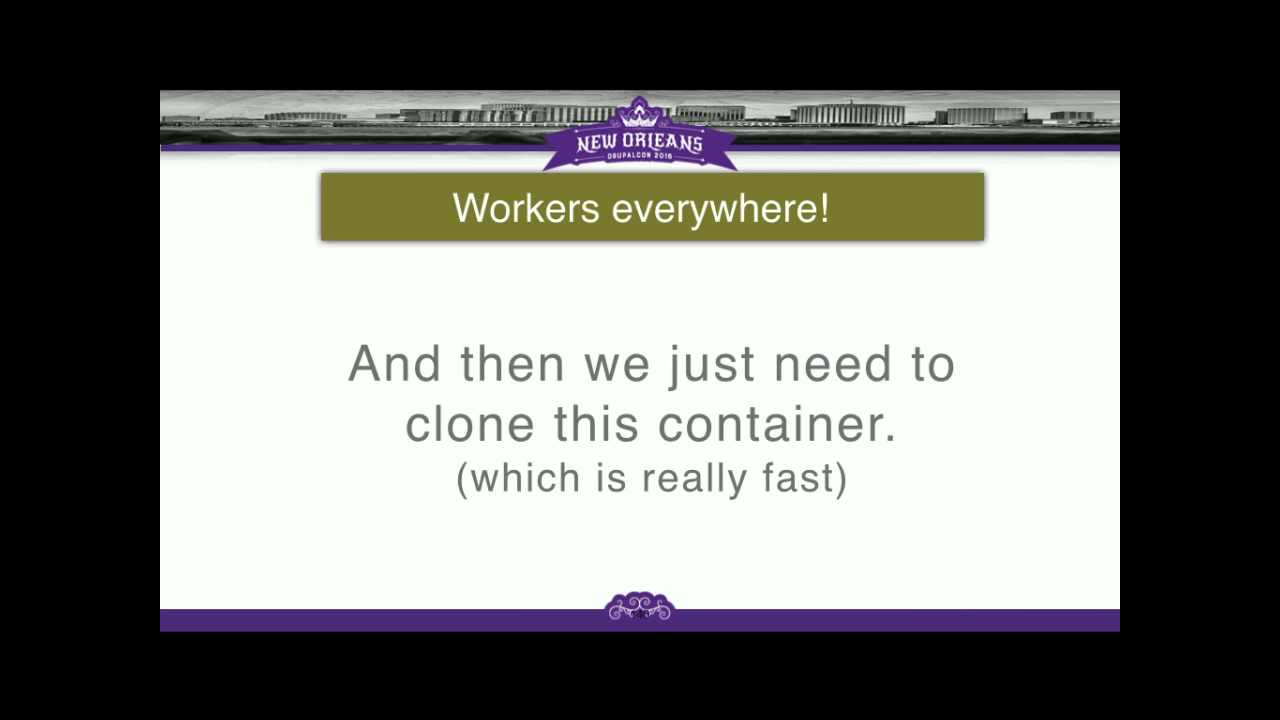 NEW ORLEANS
DRUPALCON 2016
Workers everywhere!
And then we just need to
clone this container.
(which is really fast)